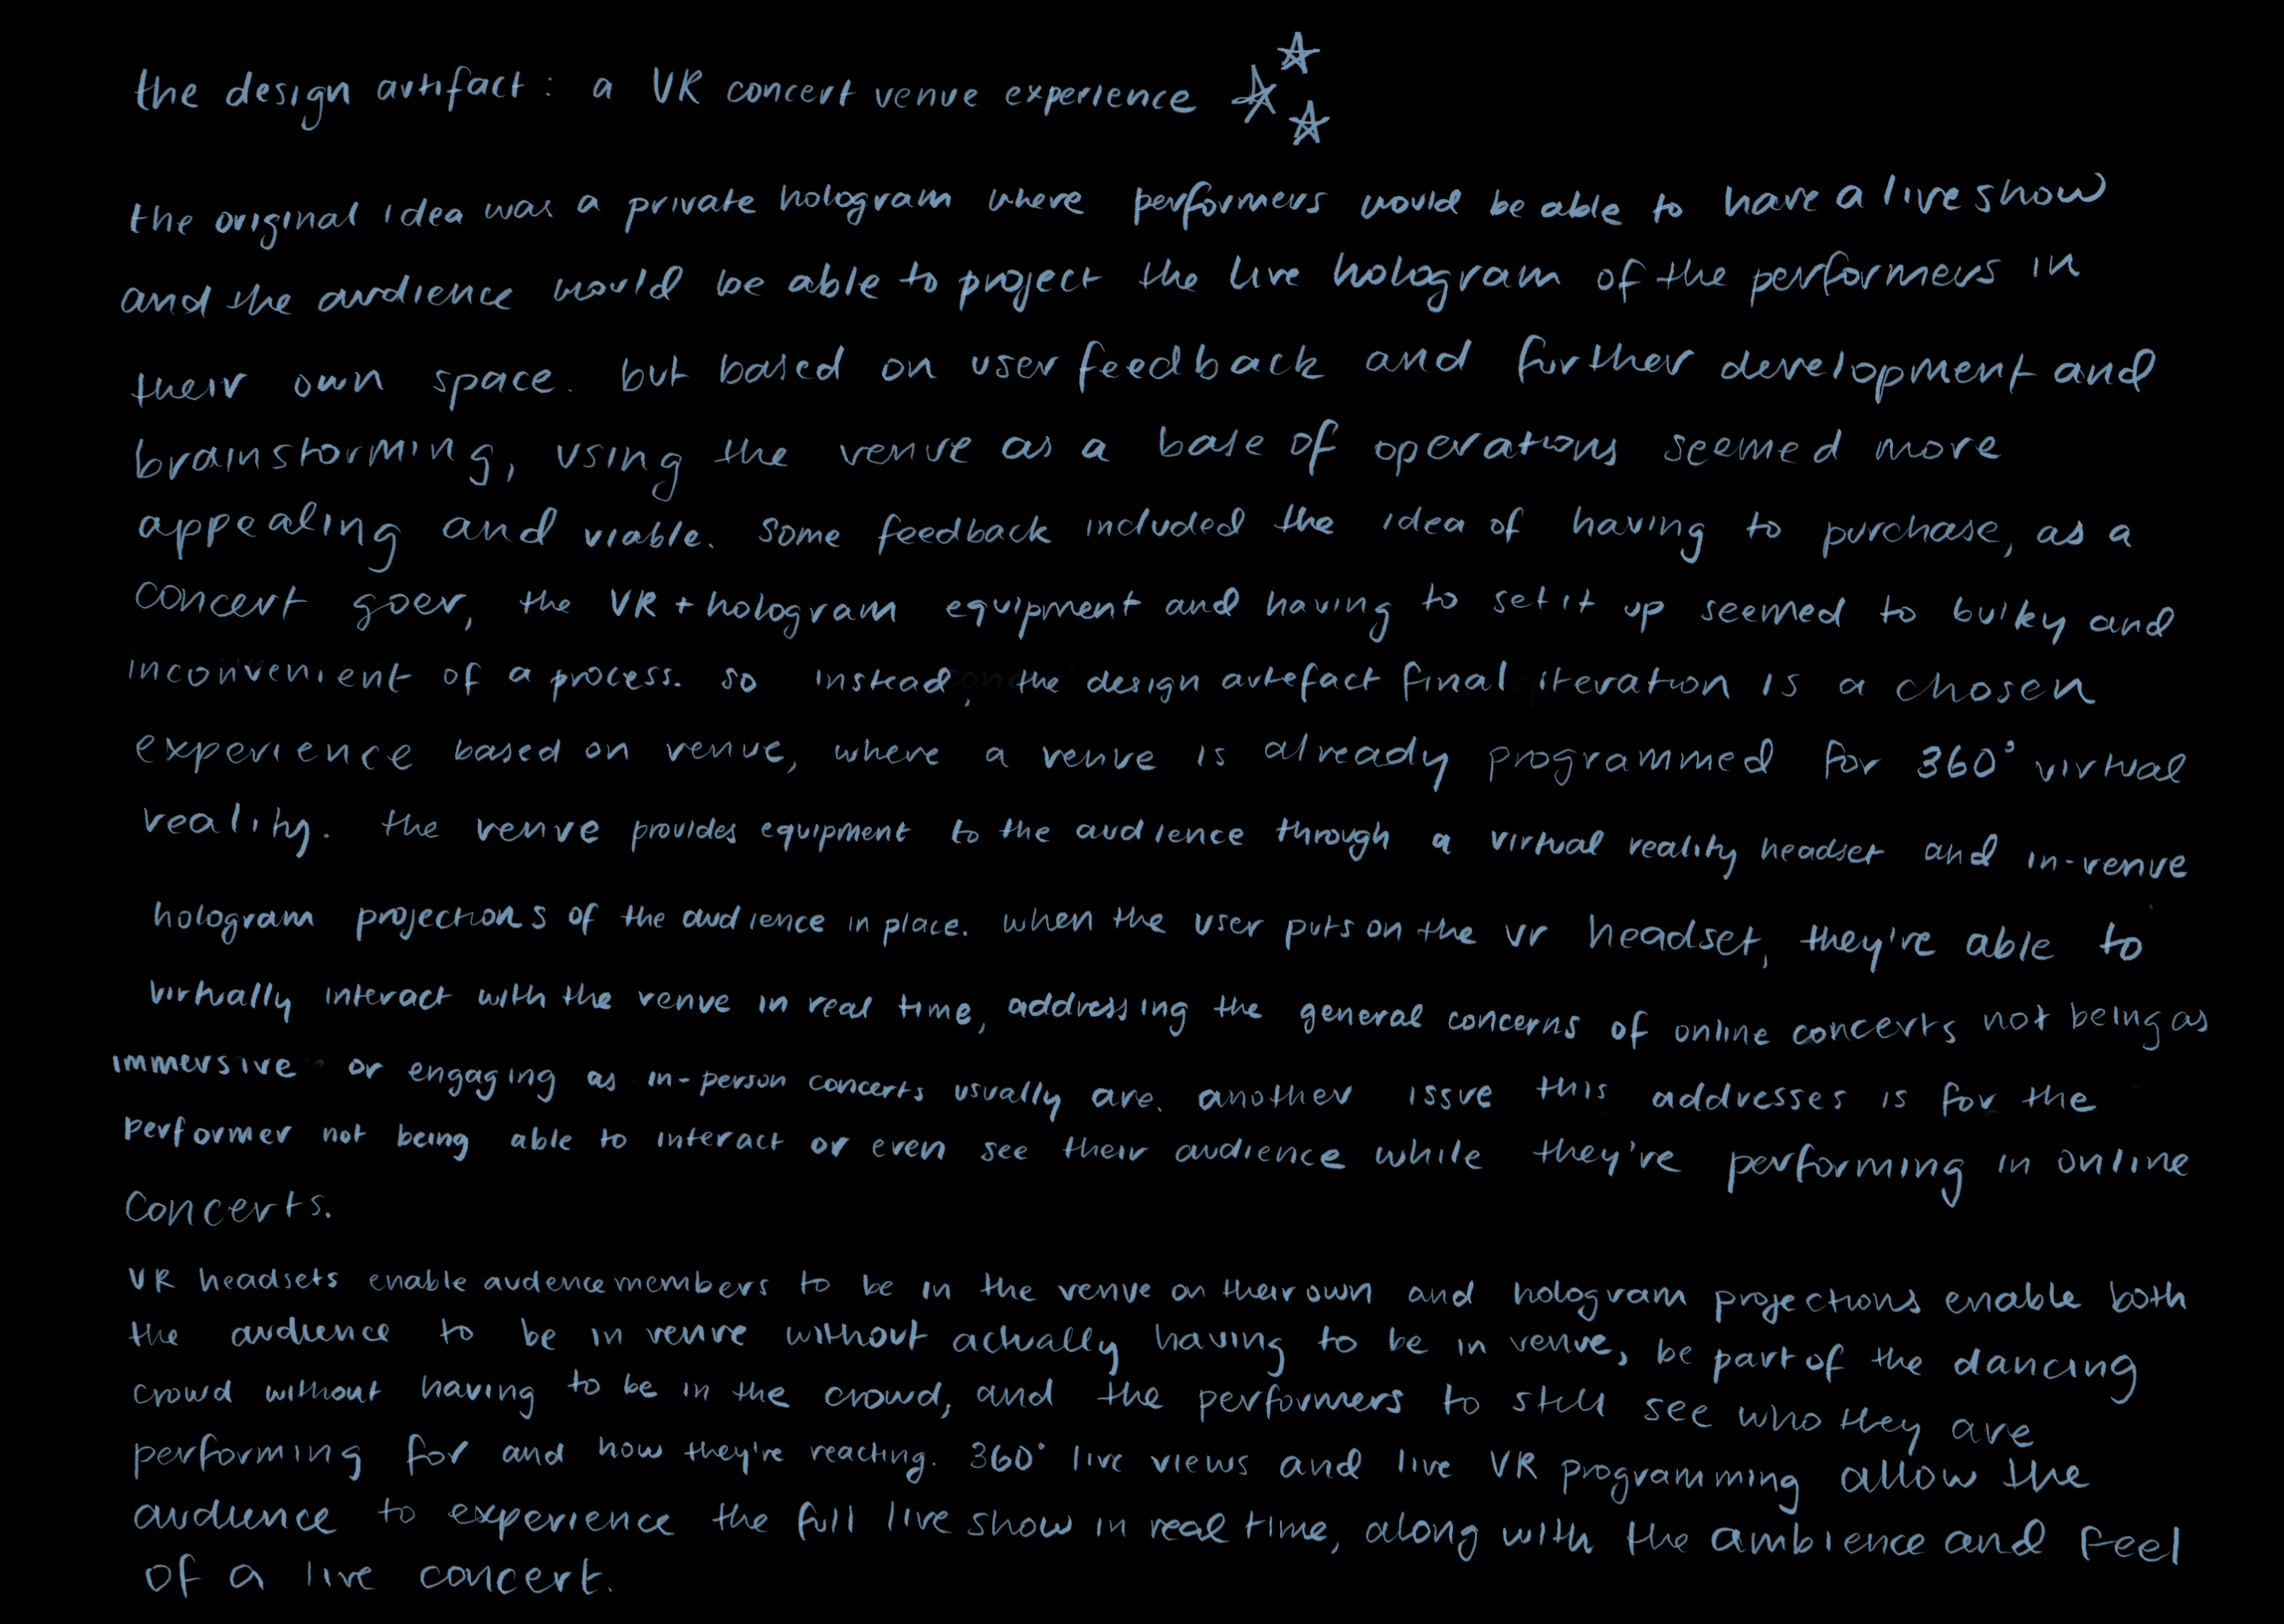 the design artifact: a VR concert venue experience
the original idea was a private hologram where performers would be able to have a live show
and the audience would be able to project the live hologram of the performers in
their own space. but based on user feedback and further development and
brainstorming, using the venue as a base of operations seemed more
appealing and viable. some feedback included the idea of having to purchase, as a
concert goer, the VR + hologram equipment and having to set it up seemed to bulky and
inconvenient of a process. so instead, the design artefact final iteration is a chosen
experience based on venue, where a venue is already programmed for 360° virtual
reality. the venue provides equipment to the audience through a virtual reality headset and in-venue
hologram projections of the audience in place. when the user puts on the vr headset, they're able to
virtually interact with the venue in real time, addressing the general concerns of online concerts not being as
immersive or engaging as in-person concerts usually are. another issue this addresses is for the
performer not being able to interact or even see their audience while they're performing in online
concerts.
VR headsets enable audence members to be in the venue on their own and hologram projections enable both
the audience to be in venue without actually having to be in venue, be part of the dancing
crowd without having to be in the crowd, and the performers to still see who they are
performing for and how they're reacting. 360° live views and live VR programming allow the
audience to experience the full live show in real time, along with the ambience and feel
of a live concert.